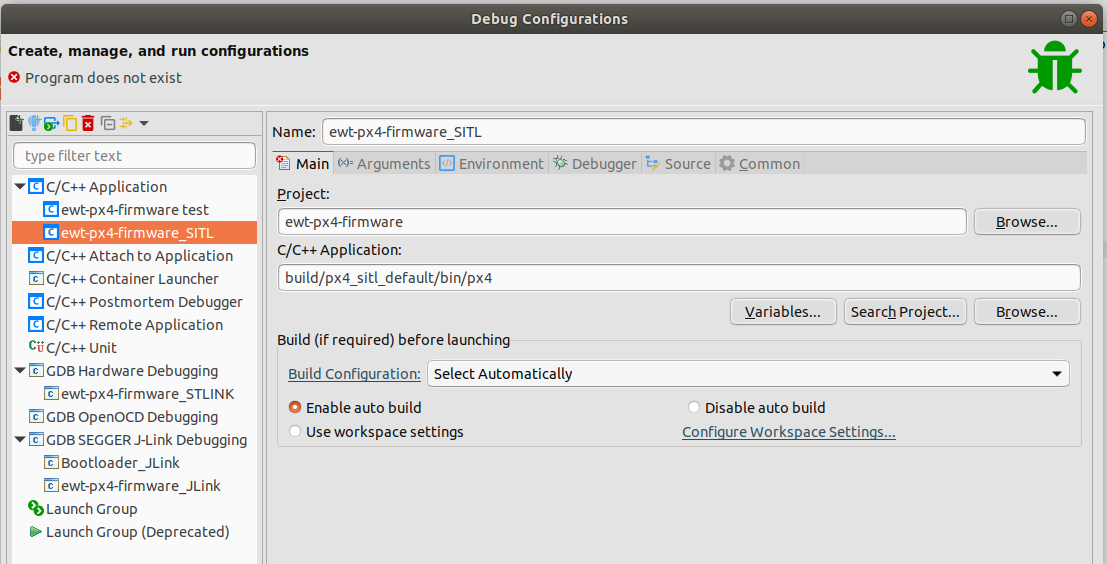 Debug Configurations
Create, manage, and run configurations
Program does not exist
type filter text
C/C++ Application
ewt-px4-firmware test
ewt-px4-firmware_SITL
C/C++ Attach to Application
C/C++ Container Launcher
C/C++ Postmortem Debugger
C/C++ Remote Application
C/C++ Unit
GDB Hardware Debugging
ewt-px4-firmware_STLINK
GDB OpenOCD Debugging
GDB SEGGER J-Link Debugging
Bootloader_JLink
ewt-px4-firmware_JLink
Launch Group
Launch Group (Deprecated)
Name: ewt-px4-firmware_SITL
Main (x)= Arguments Environment Debugger Source Common
Project:
ewt-px4-firmware Browse...
C/C++ Application:
build/px4_sitl_default/bin/px4
Variables... Search Project... Browse...
Build (if required) before launching
Build Configuration: Select Automatically
Enable auto build Disable auto build
Use workspace settings Configure Workspace Settings...